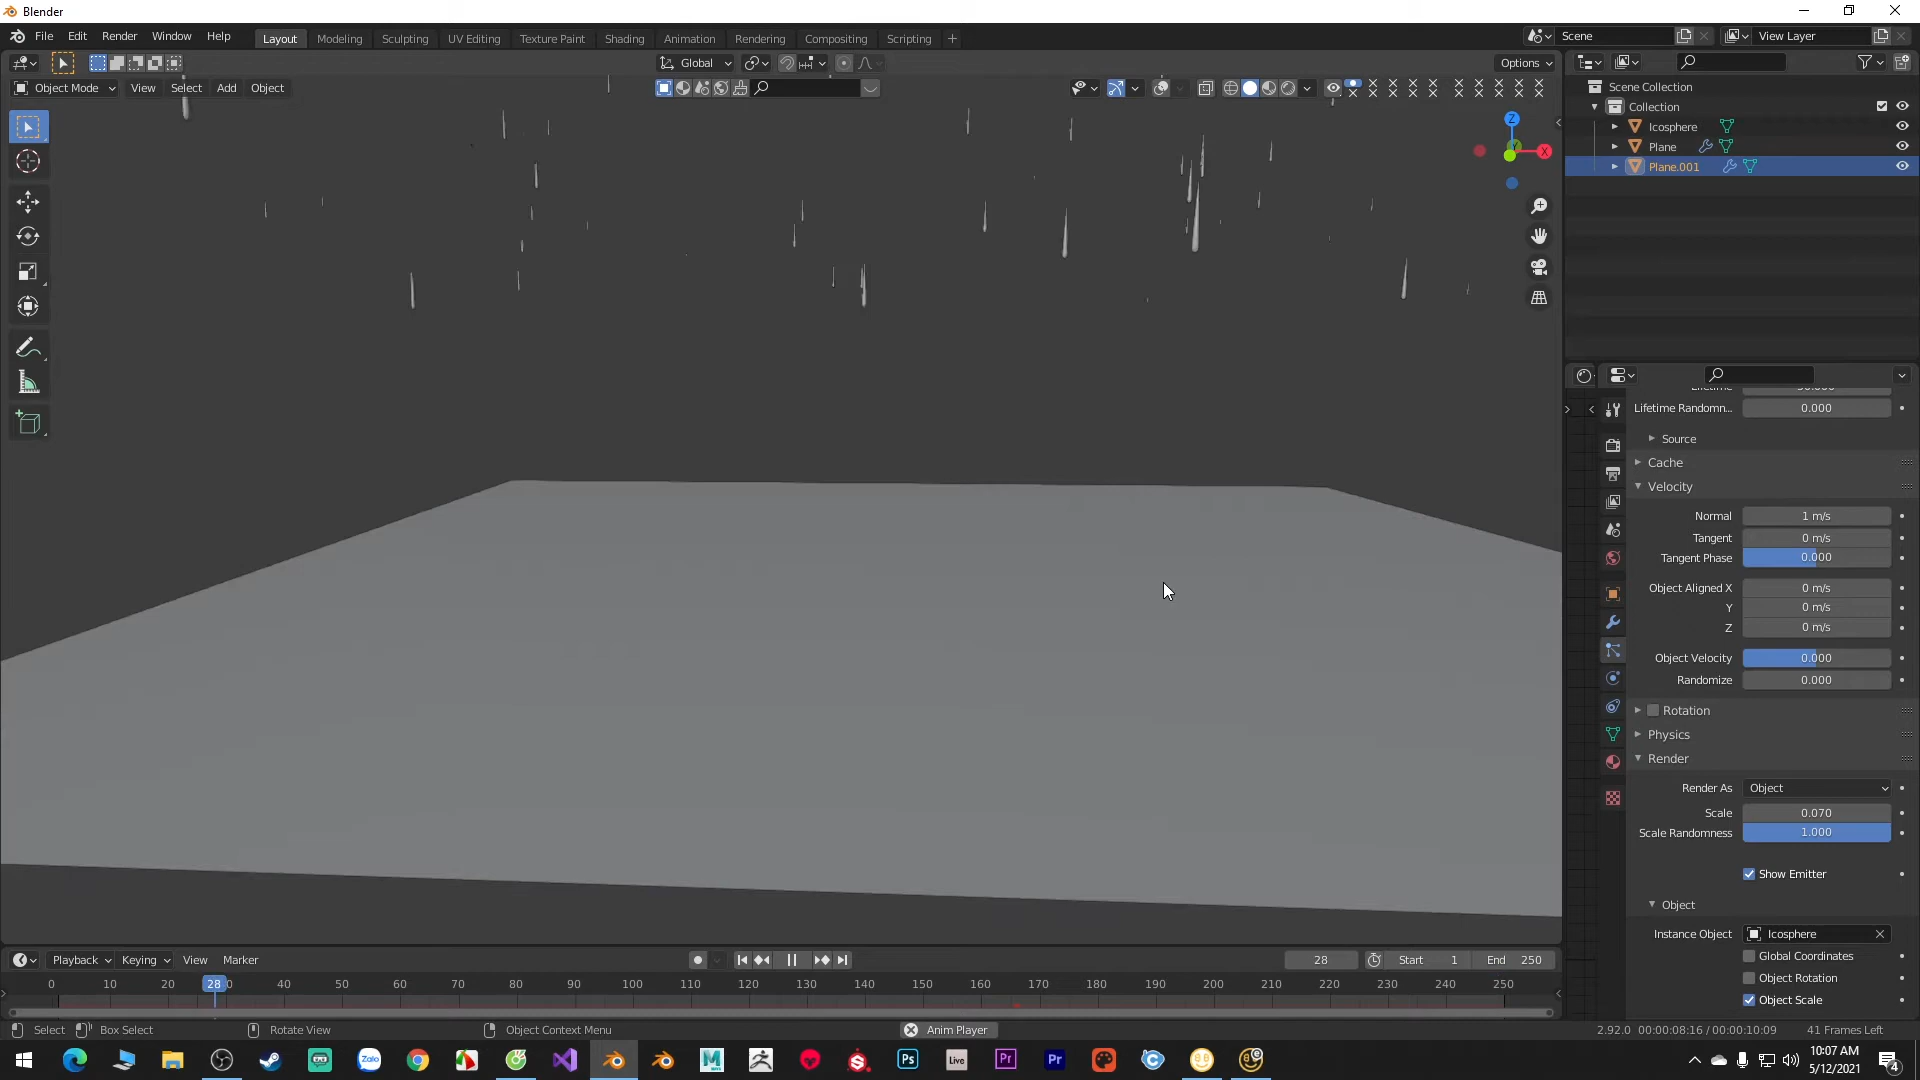 Blender
File Edit Render Window Help
Layout Modeling Sculpting UV Editing Texture Paint Shading Animation Rendering Compositing Scripting +
Scene
View Layer
Global
Options
Object Mode View Select Add Object
Z
X
Scene Collection
Collection
Icosphere
Plane
Plane.001
Lifetime Randomn... 0.000
Source
Cache
Velocity
Normal 1 m/s
Tangent 0 m/s
Tangent Phase 0.000
Object Aligned X 0 m/s
Y 0 m/s
Z 0 m/s
Object Velocity 0.000
Randomize 0.000
Rotation
Physics
Render
Render As Object
Scale 0.070
Scale Randomness 1.000
Show Emitter
Object
Instance Object Icosphere
Global Coordinates
Object Rotation
Object Scale
Playback Keying View Marker
28 Start 1 End 250
0 10 20 28 40 50 60 70 80 90 100 110 120 130 140 150 160 170 180 190 200 210 220 230 240 250
Select Box Select Rotate View Object Context Menu Anim Player 2.92.0 00:00:08:16 / 00:00:10:09 41 Frames Left
Zalo
M
Ps
Live
Pr
Pr
10:07 AM
5/12/2021
4